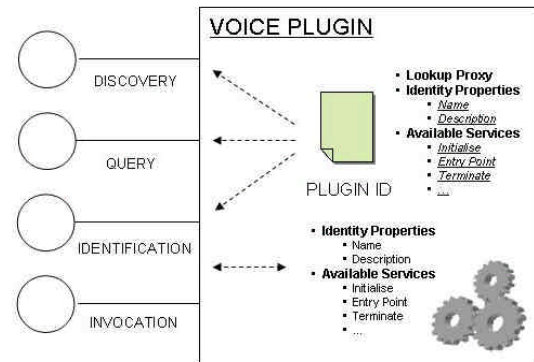 VOICE PLUGIN
DISCOVERY
QUERY
IDENTIFICATION
INVOCATION
PLUGIN ID
▪ Lookup Proxy
▪ Identity Properties
▪ Name
▪ Description
▪ Available Services
▪ Initialise
▪ Entry Point
▪ Terminate
▪ ...
▪ Identity Properties
▪ Name
▪ Description
▪ Available Services
▪ Initialise
▪ Entry Point
▪ Terminate
▪ ...